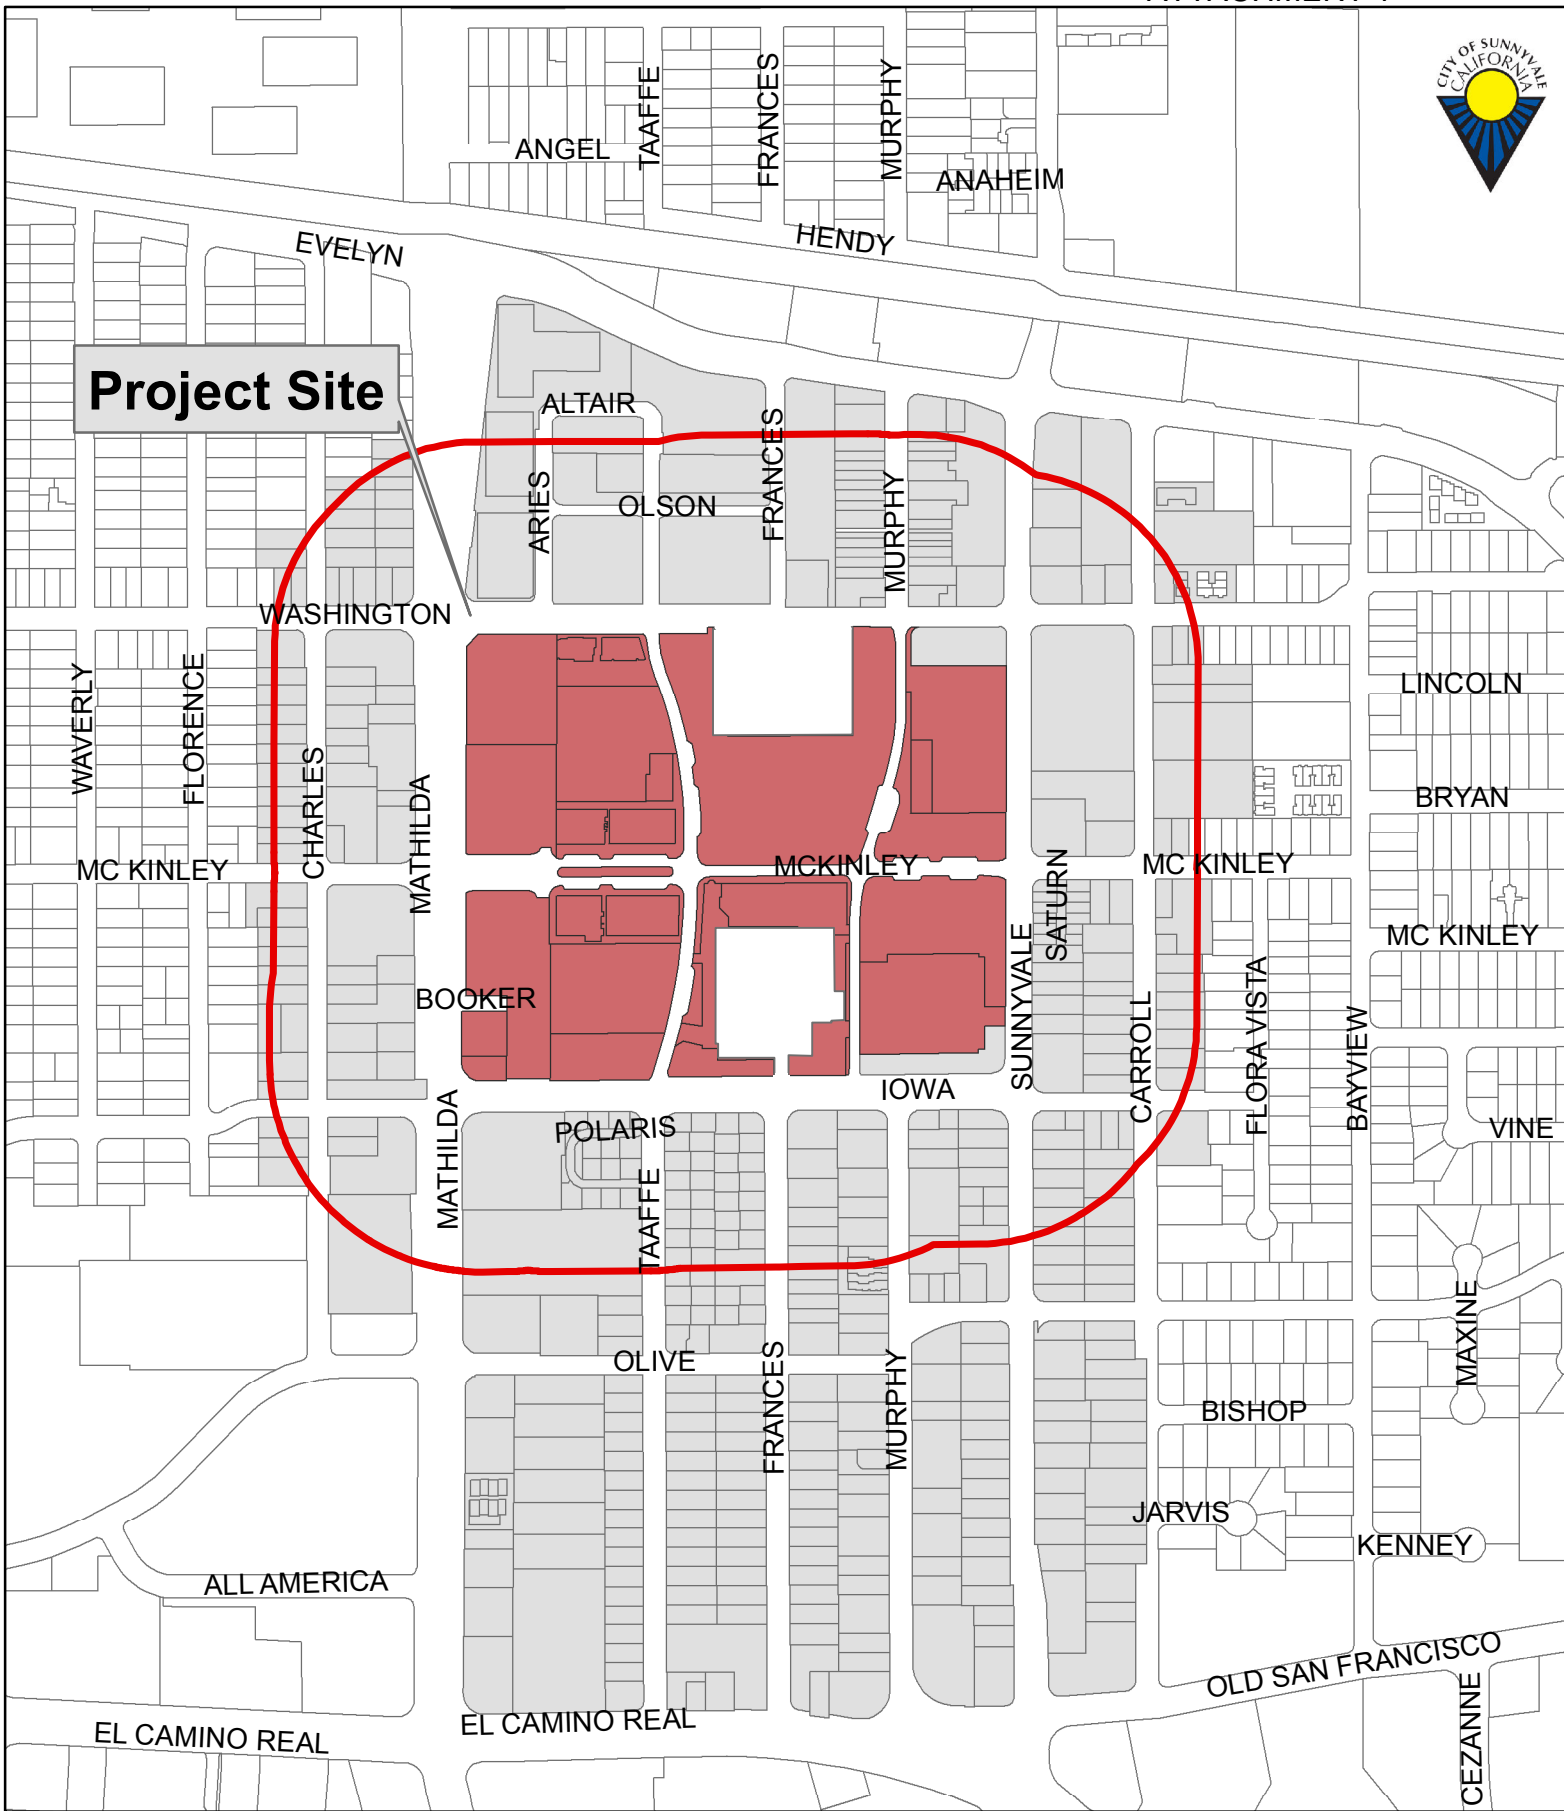 CITY OF SUNNYVALE
CALIFORNIA
TAAFFE
FRANCES
MURPHY
ANGEL
ANAHEIM
EVELYN
HENDY
Project Site
ALTAIR
FRANCES
ARIES
OLSON
MURPHY
WASHINGTON
WAVERLY
FLORENCE
LINCOLN
CHARLES
MATHILDA
BRYAN
MC KINLEY
MCKINLEY
MC KINLEY
SATURN
MC KINLEY
SUNNYVALE
FLORA VISTA
BOOKER
CARROLL
BAYVIEW
IOWA
MATHILDA
POLARIS
VINE
TAAFFE
MAXINE
OLIVE
FRANCES
MURPHY
BISHOP
JARVIS
KENNEY
ALL AMERICA
OLD SAN FRANCISCO
CEZANNE
EL CAMINO REAL
EL CAMINO REAL